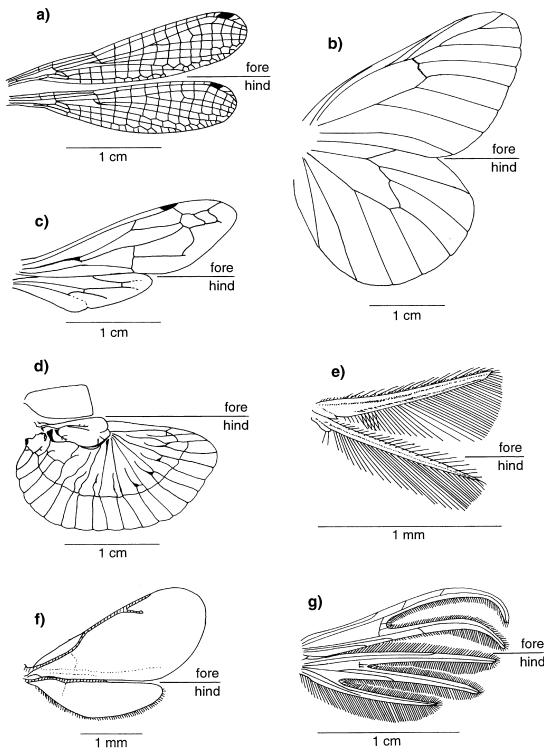 a)
fore
hind
1 cm
b)
fore
hind
1 cm
c)
fore
hind
1 cm
d)
fore
hind
1 cm
e)
fore
hind
1 mm
f)
fore
hind
1 mm
g)
fore
hind
1 cm